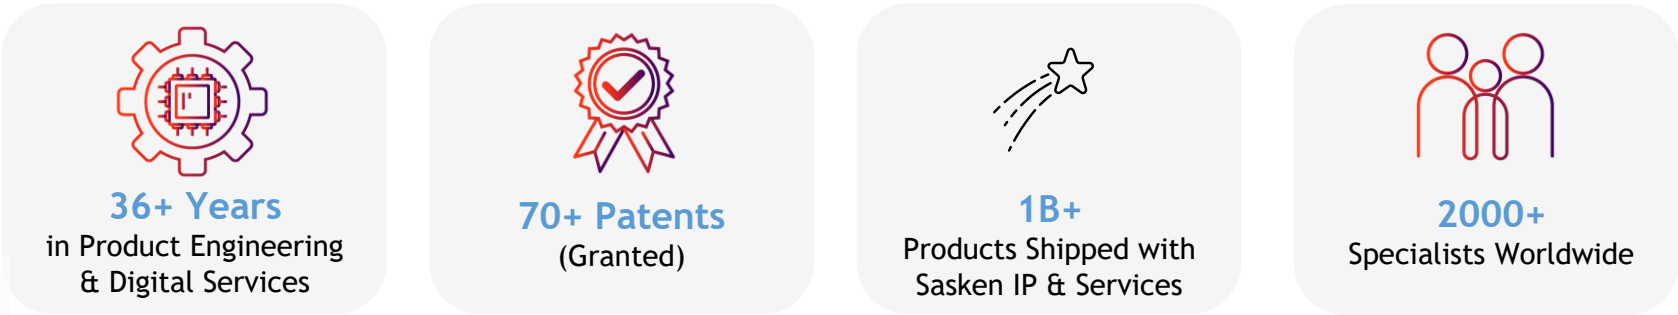 36+ Years
in Product Engineering
& Digital Services
70+ Patents
(Granted)
1B+
Products Shipped with
Sasken IP & Services
2000+
Specialists Worldwide